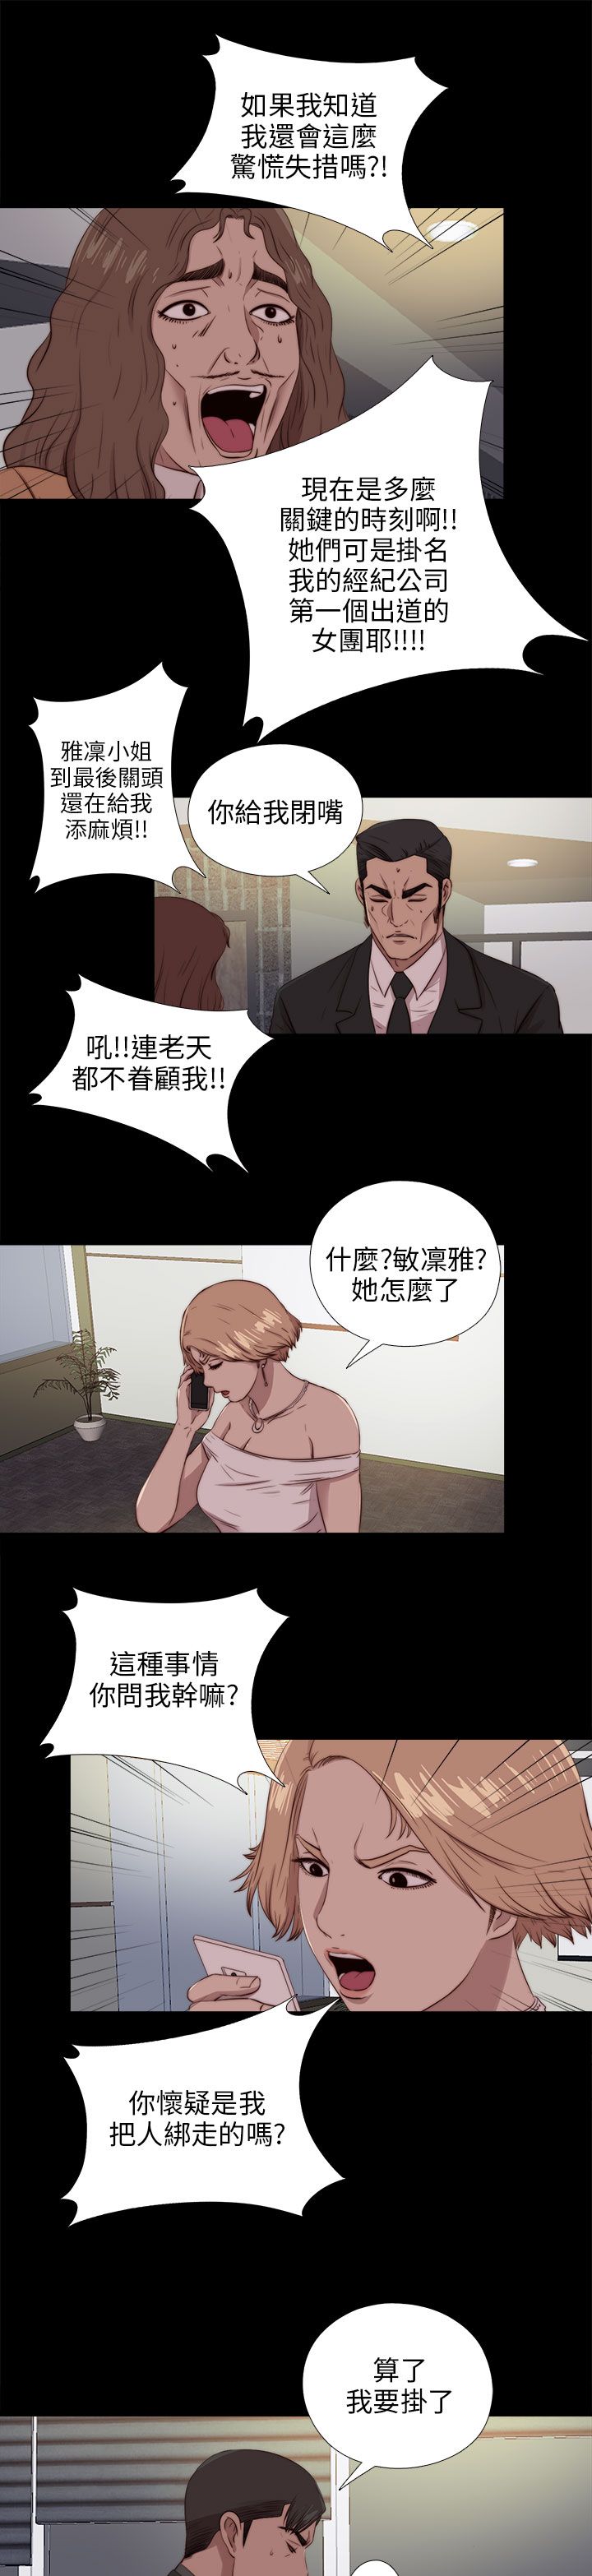 如果我知道
我還會這麼
驚慌失措嗎?!
現在是多麼
關鍵的時刻啊!!
她們可是掛名
我的經紀公司
第一個出道的
女團耶!!!!
雅凜小姐
到最後關頭
還在給我
添麻煩!!
你給我閉嘴
吼!!連老天
都不眷顧我!!
什麼?敏凜雅?
她怎麼了
這種事情
你問我幹嘛?
你懷疑是我
把人綁走的嗎?
算了
我要掛了